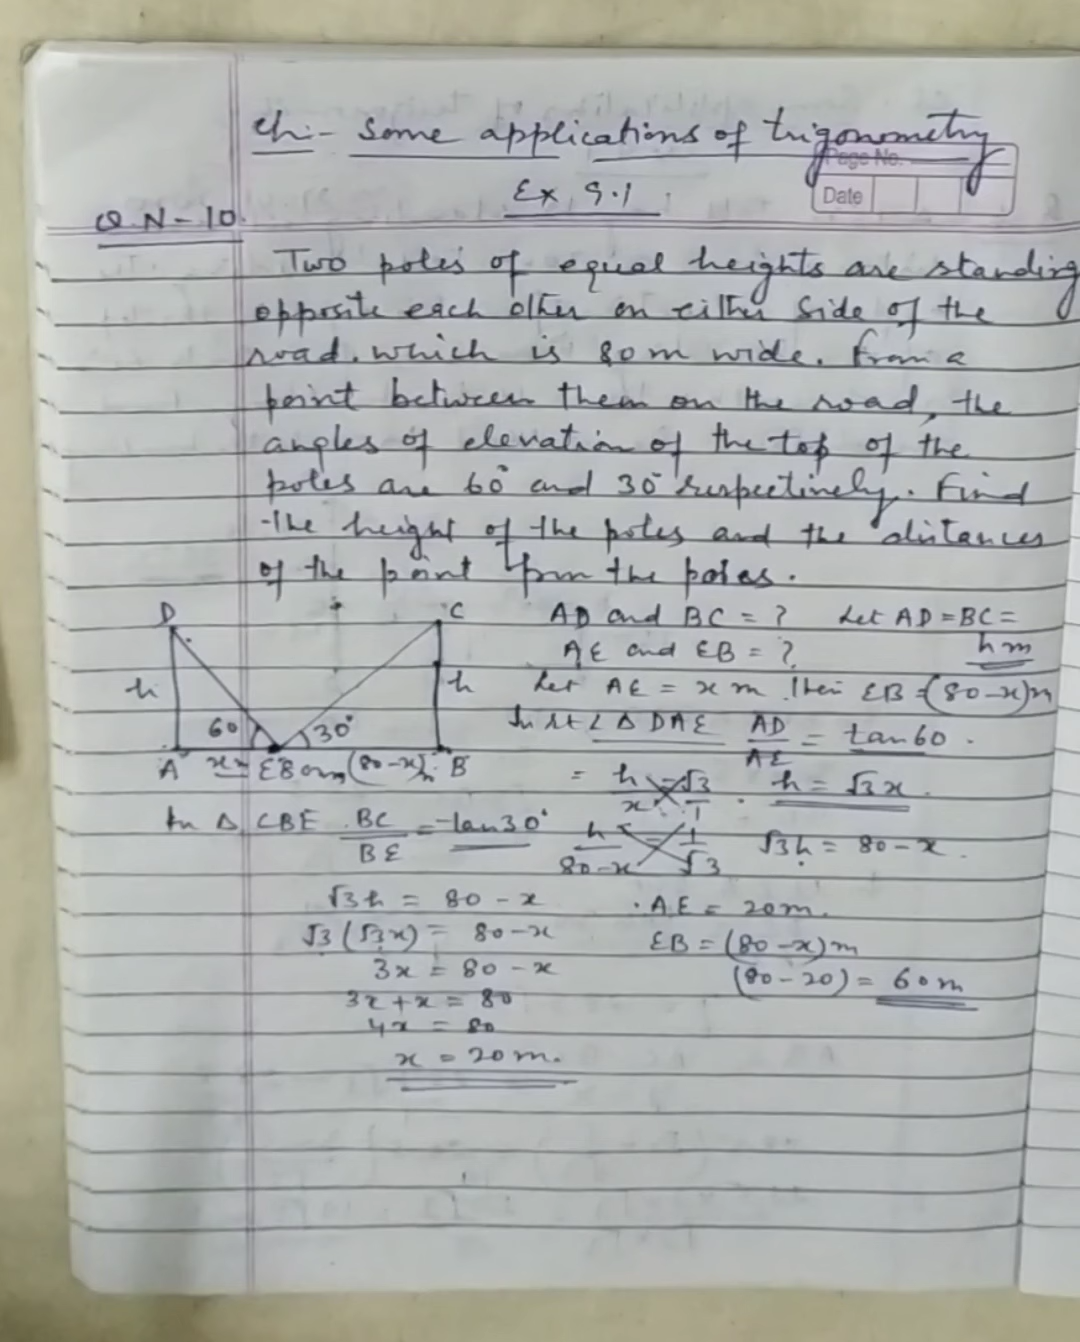 Ch:- Some applications of trigonometry
Page No.
Ex 9.1
Date
Q.N-10.
Two poles of equal heights are standing
opposite each other on either side of the
road. which is 80m wide. From a
point between them on the road, the
angles of elevation of the top of the
poles are 60° and 30° respectively. Find
the height of the poles and the distances
of the point from the poles.
D C AD and BC = ? Let AD = BC =
AE and EB = ? h m
h h Let AE = x m. Then EB = (80-x)m
60 30° In rt ∠ Δ DAE AD/AE = tan60.
A x E 80m (80-x) B
= h/x = √3/1 . h = √3x.
In Δ CBE BC/BE = tan30° h/80-x = 1/√3 √3h = 80-x.
√3h = 80-x . AE = 20m.
√3(√3x) = 80-x EB = (80-x)m
3x = 80-x (80-20) = 60m
3x+x = 80
4x = 80
x = 20m.